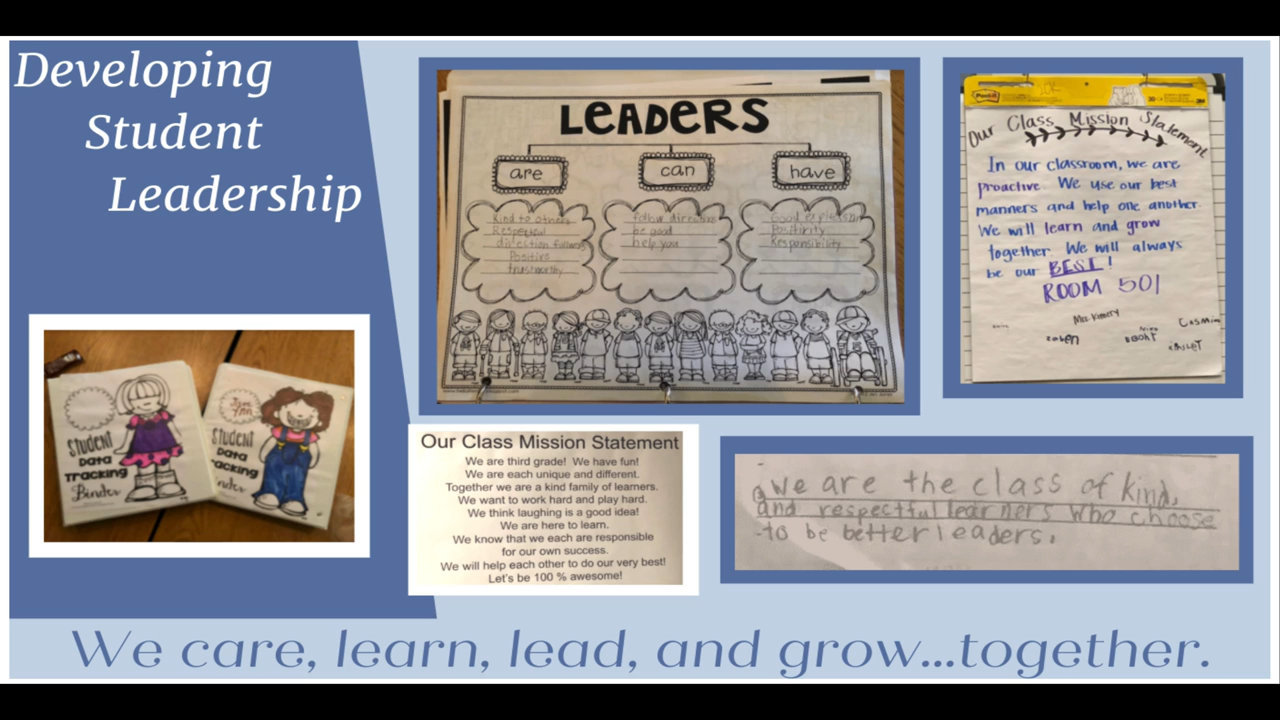 Developing
Student
Leadership
STUDENT
Data
Tracking
Binder
STUDENT
Data
LEADERS
are
can
have
Kind to others
Respectful
direction followers
Positive
trustworthy
follow directions
be good
help you
Positivity
Responsibility
Post-it
Our Class Mission Statement
In our classroom, we are
proactive. We use our best
manners and help one another.
We will learn and grow
together. We will always
be our BEST!
ROOM 501
Our Class Mission Statement
We are third grade! We have fun!
We are each unique and different.
Together we are a kind family of learners.
We want to work hard and play hard.
We think laughing is a good idea!
We are here to learn.
We know that we each are responsible
for our own success.
We will help each other to do our very best!
Let's be 100 % awesome!
we are the class of kind,
and respectful learners who choose
to be better leaders.
We care, learn, lead, and grow...together.